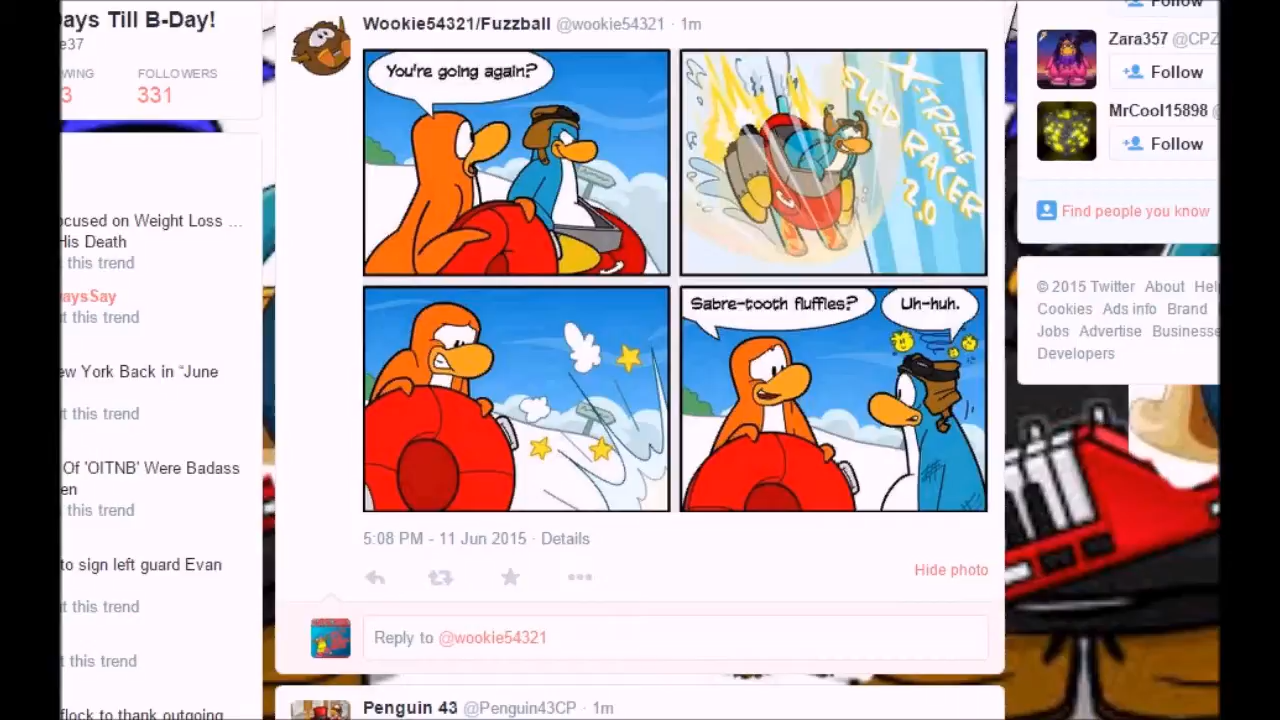 ays Till B-Day!
e37
WING FOLLOWERS
3 331
ocused on Weight Loss ...
His Death
t this trend
aysSay
t this trend
ew York Back in “June
t this trend
Of 'OITNB' Were Badass
en
t this trend
to sign left guard Evan
t this trend
t this trend
flock to thank outgoing
Wookie54321/Fuzzball @wookie54321 · 1m
You're going again?
X-TREME
SLED RACER
2.0
Sabre-tooth fluffles?
Uh-huh.
5:08 PM - 11 Jun 2015 · Details
Hide photo
Reply to @wookie54321
Penguin 43 @Penguin43CP · 1m
Follow
Zara357 @CPZ
Follow
MrCool15898 @
Follow
Find people you know
© 2015 Twitter About Hel
Cookies Ads info Brand
Jobs Advertise Businesse
Developers